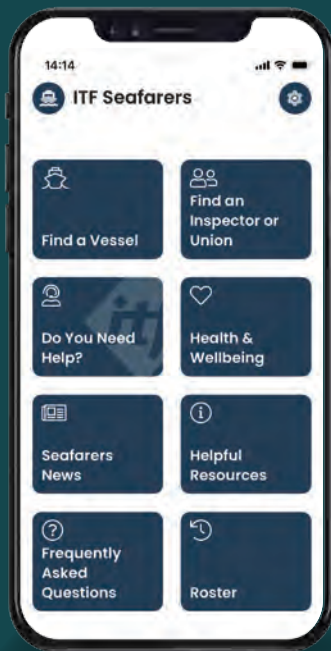 14:14
ITF Seafarers
Find a Vessel
Find an
Inspector or
Union
Do You Need
Help?
Health &
Wellbeing
Seafarers
News
Helpful
Resources
Frequently
Asked
Questions
Roster